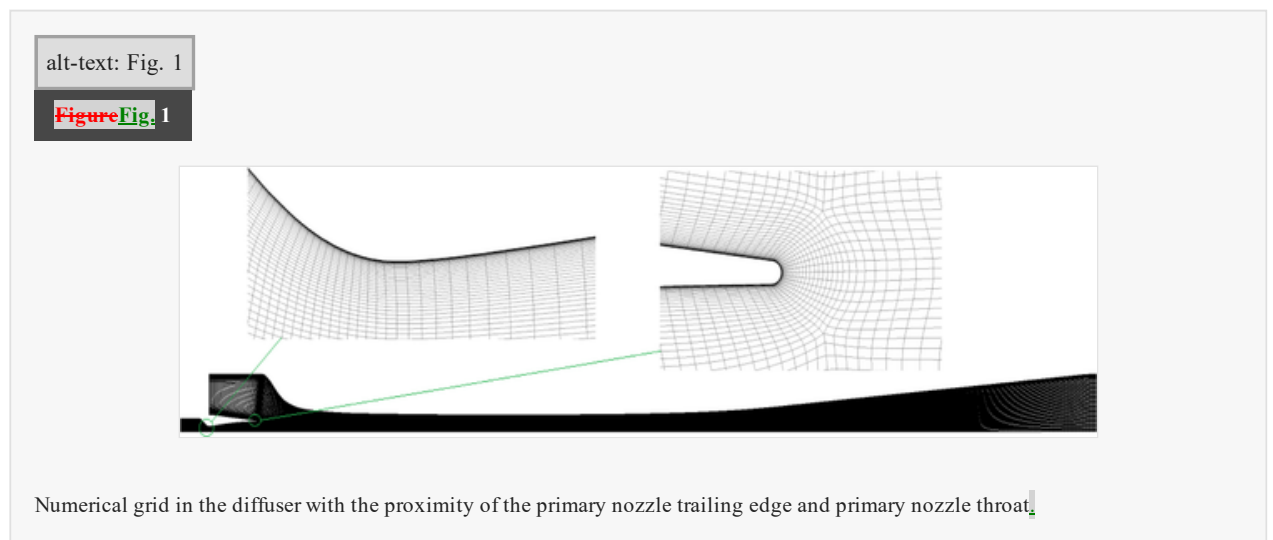 alt-text: Fig. 1
FigureFig. 1
Numerical grid in the diffuser with the proximity of the primary nozzle trailing edge and primary nozzle throat.